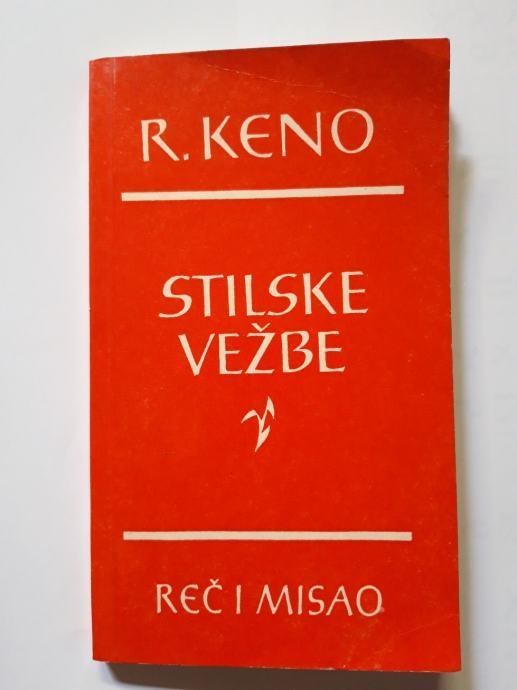 R. KENO
STILSKE
VEŽBE
REČ I MISAO